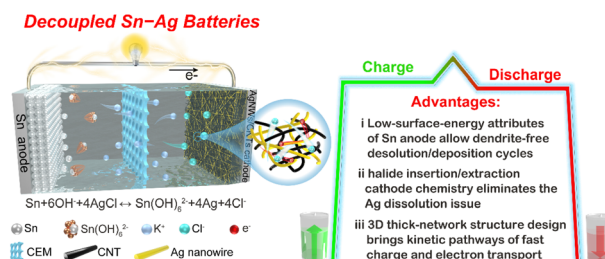 Decoupled Sn−Ag Batteries
e-
Sn anode
Sn+6OH⁻+4AgCl ↔ Sn(OH)₆²⁻+4Ag+4Cl⁻
Sn
Sn(OH)₆²⁻
K⁺
Cl⁻
e⁻
CEM
CNT
Ag nanowire
Charge
Discharge
Advantages:
i Low-surface-energy attributes
of Sn anode allow dendrite-free
desolution/deposition cycles
ii halide insertion/extraction
cathode chemistry eliminates the
Ag dissolution issue
iii 3D thick-network structure design
brings kinetic pathways of fast
charge and electron transport